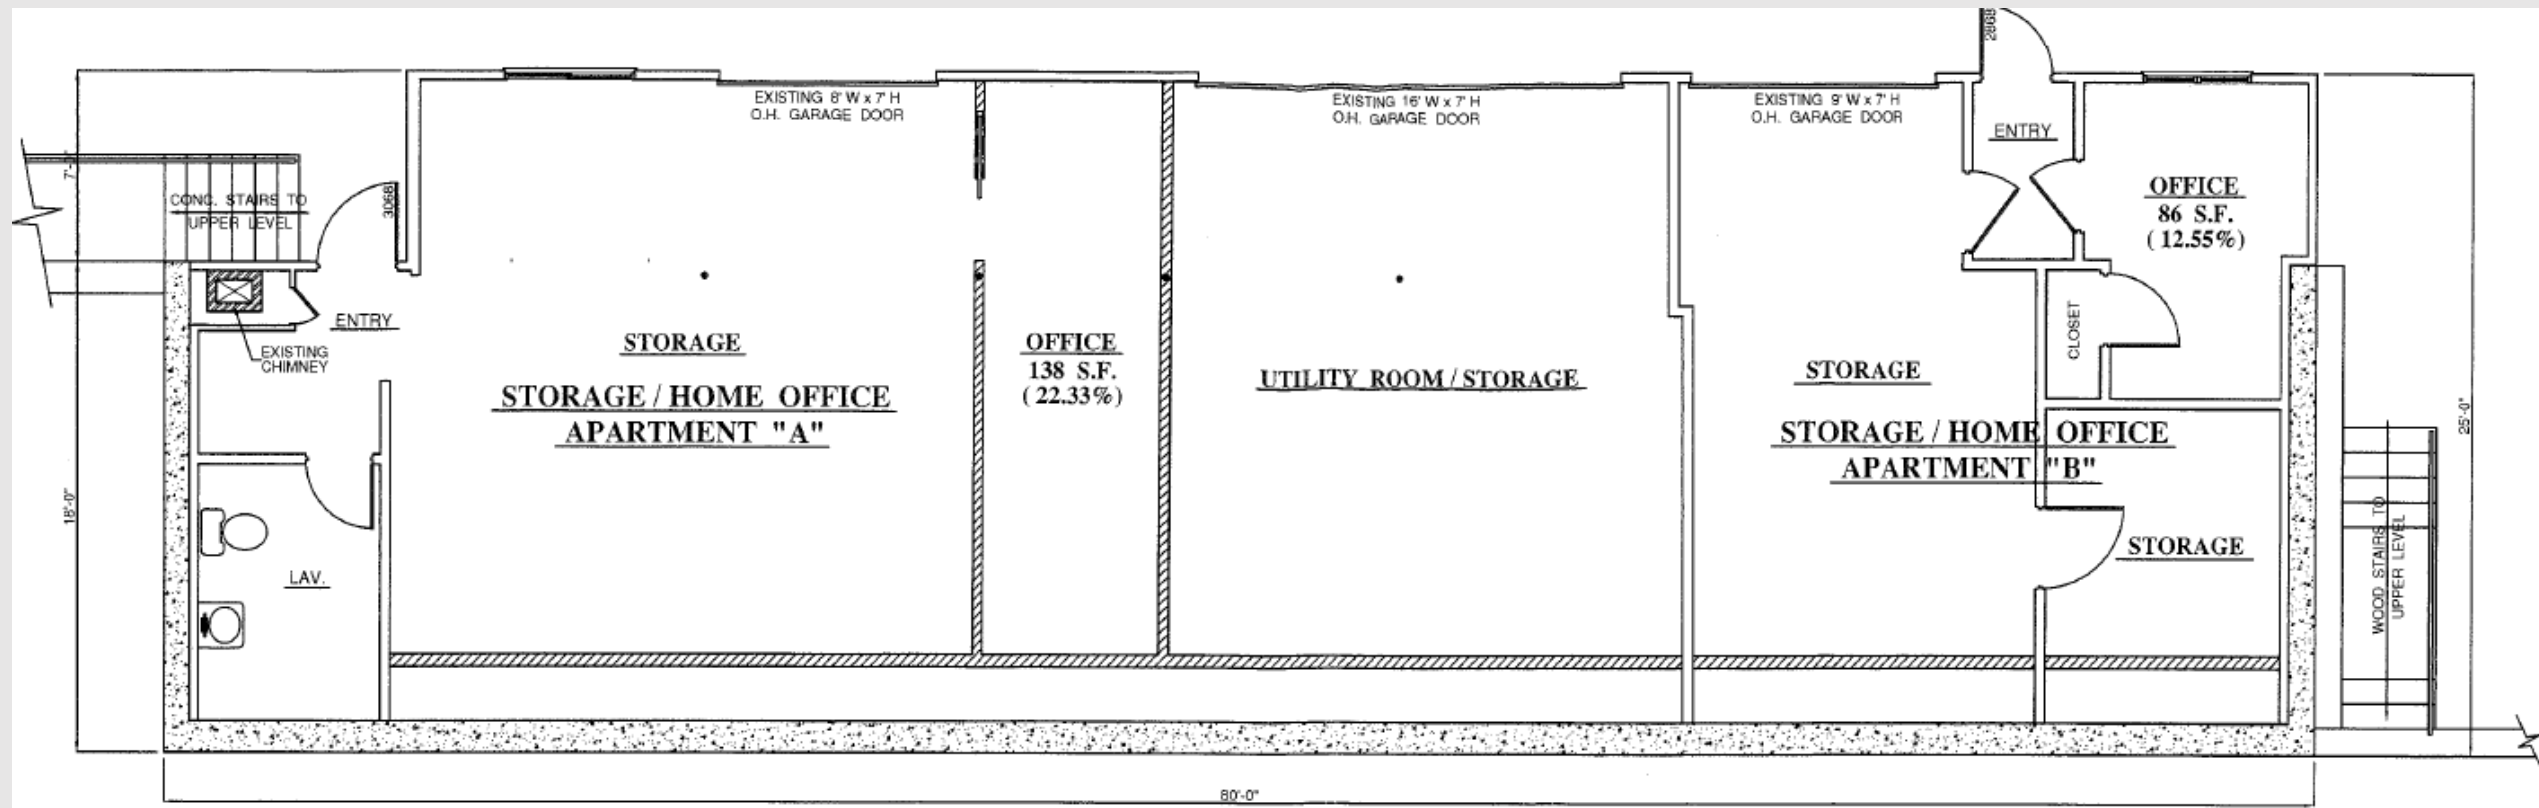 2868
EXISTING 8' W x 7' H
O.H. GARAGE DOOR
EXISTING 16' W x 7' H
O.H. GARAGE DOOR
EXISTING 9' W x 7' H
O.H. GARAGE DOOR
ENTRY
7'-0"
CONC. STAIRS TO
UPPER LEVEL
3068
OFFICE
86 S.F.
( 12.55%)
ENTRY
EXISTING
CHIMNEY
STORAGE
STORAGE / HOME OFFICE
APARTMENT "A"
OFFICE
138 S.F.
( 22.33%)
UTILITY ROOM / STORAGE
STORAGE
STORAGE / HOME OFFICE
APARTMENT "B"
CLOSET
25'-0"
18'-0"
LAV.
STORAGE
WOOD STAIRS TO
UPPER LEVEL
80'-0"